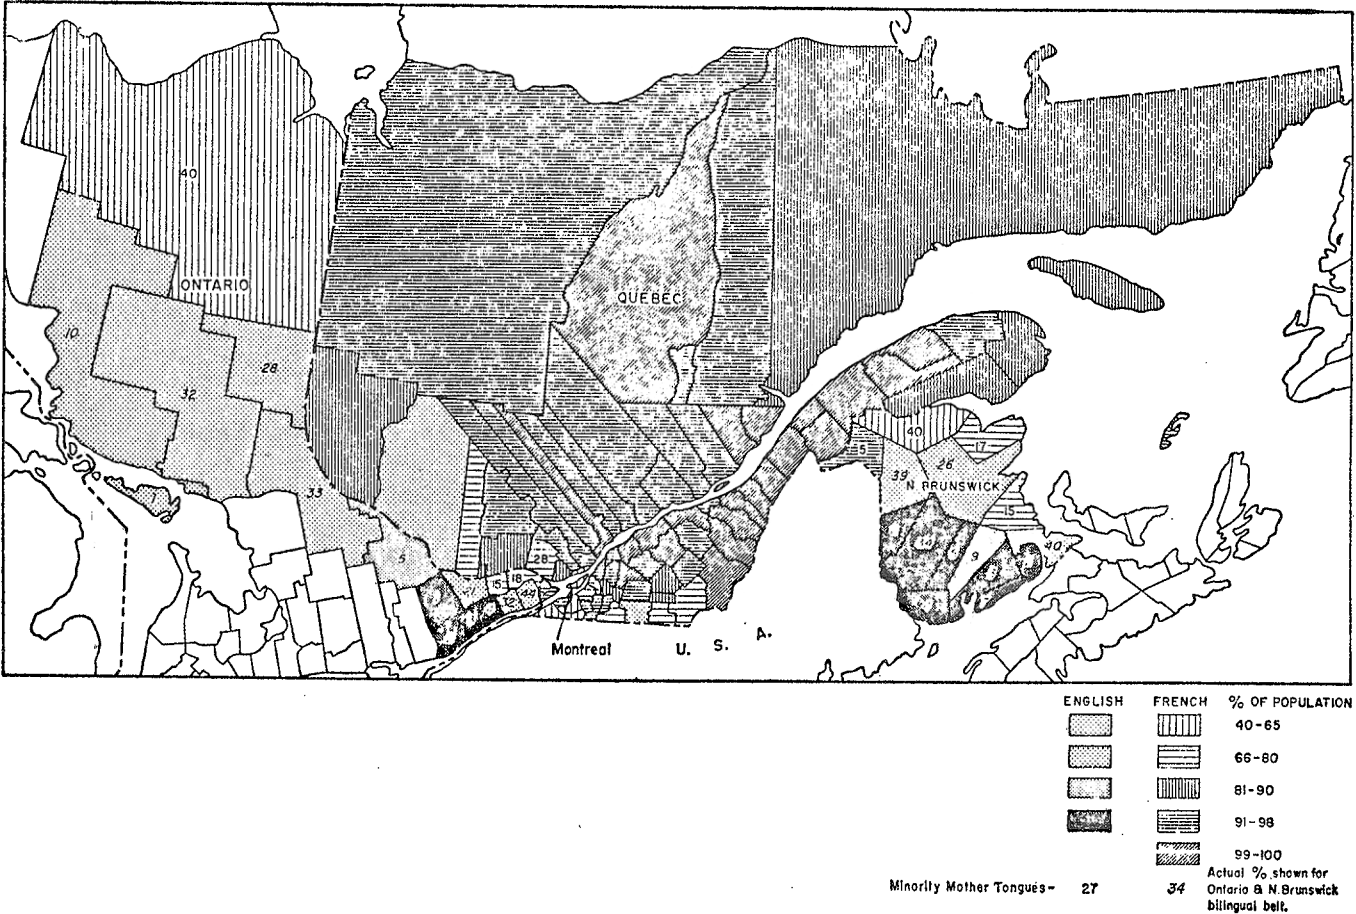 40
ONTARIO
QUEBEC
10
28
32
33
40
17
5
39
26
N. BRUNSWICK
15
5
28
9
40
18
15
44
Montreal
U. S. A.
ENGLISH FRENCH % OF POPULATION
40-65
66-80
81-90
91-98
99-100
Minority Mother Tongues- 27 34 Actual % shown for
Ontario & N. Brunswick
bilingual belt.